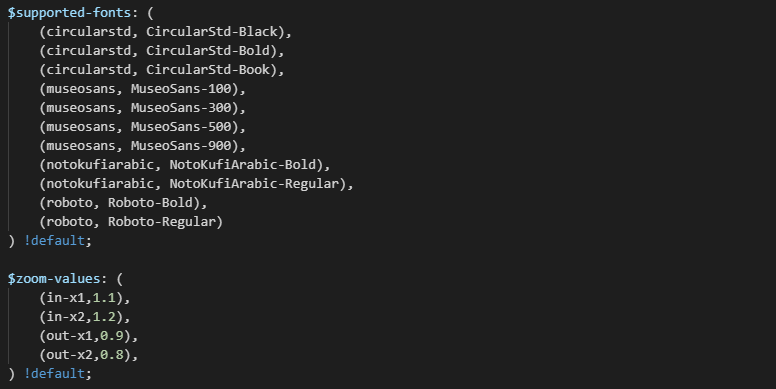 $supported-fonts: (
(circularstd, CircularStd-Black),
(circularstd, CircularStd-Bold),
(circularstd, CircularStd-Book),
(museosans, MuseoSans-100),
(museosans, MuseoSans-300),
(museosans, MuseoSans-500),
(museosans, MuseoSans-900),
(notokufiarabic, NotoKufiArabic-Bold),
(notokufiarabic, NotoKufiArabic-Regular),
(roboto, Roboto-Bold),
(roboto, Roboto-Regular)
) !default;
$zoom-values: (
(in-x1,1.1),
(in-x2,1.2),
(out-x1,0.9),
(out-x2,0.8),
) !default;